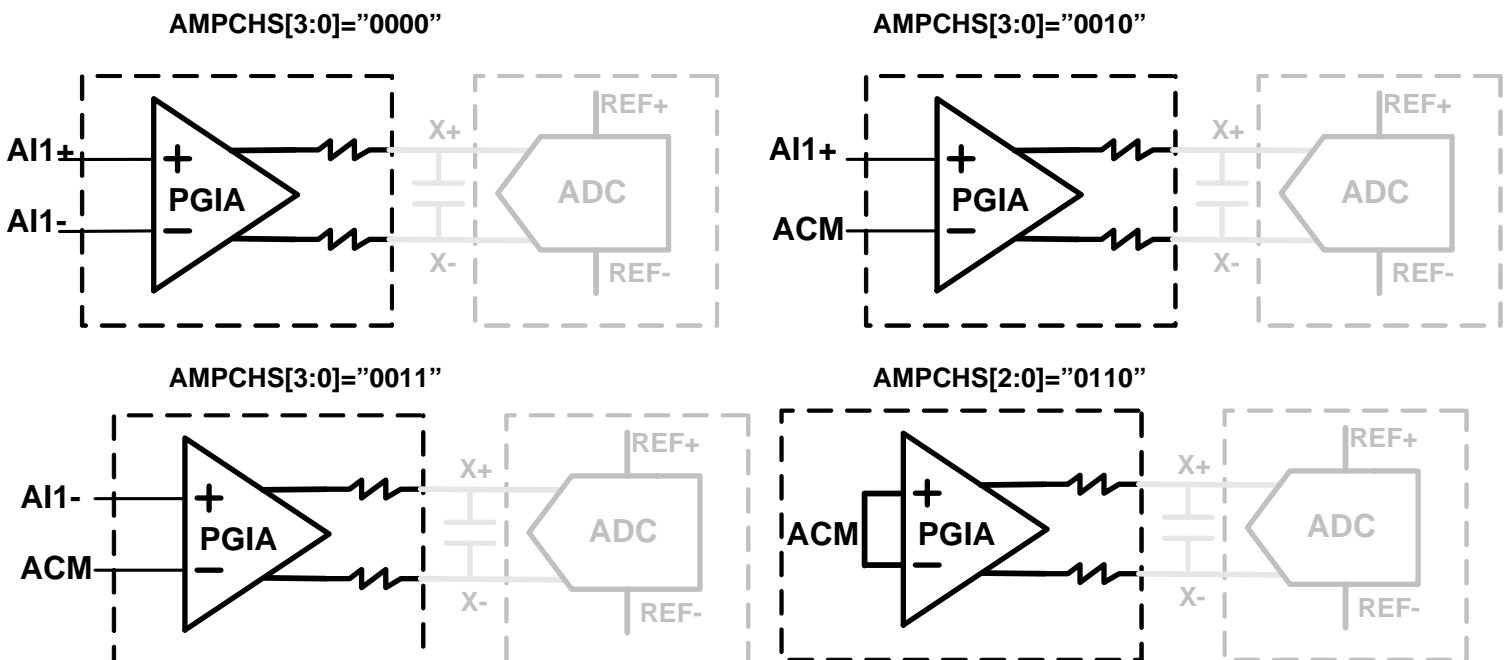 AMPCHS[3:0]=”0000”
AMPCHS[3:0]=”0010”
REF+
X+
AI1+
+
PGIA
ADC
AI1-
−
X-
REF-
REF+
X+
AI1+
+
PGIA
ADC
ACM
−
X-
REF-
AMPCHS[3:0]=”0011”
AMPCHS[2:0]=”0110”
REF+
X+
AI1-
+
PGIA
ADC
ACM
−
X-
REF-
REF+
X+
+
ACM
PGIA
ADC
−
X-
REF-